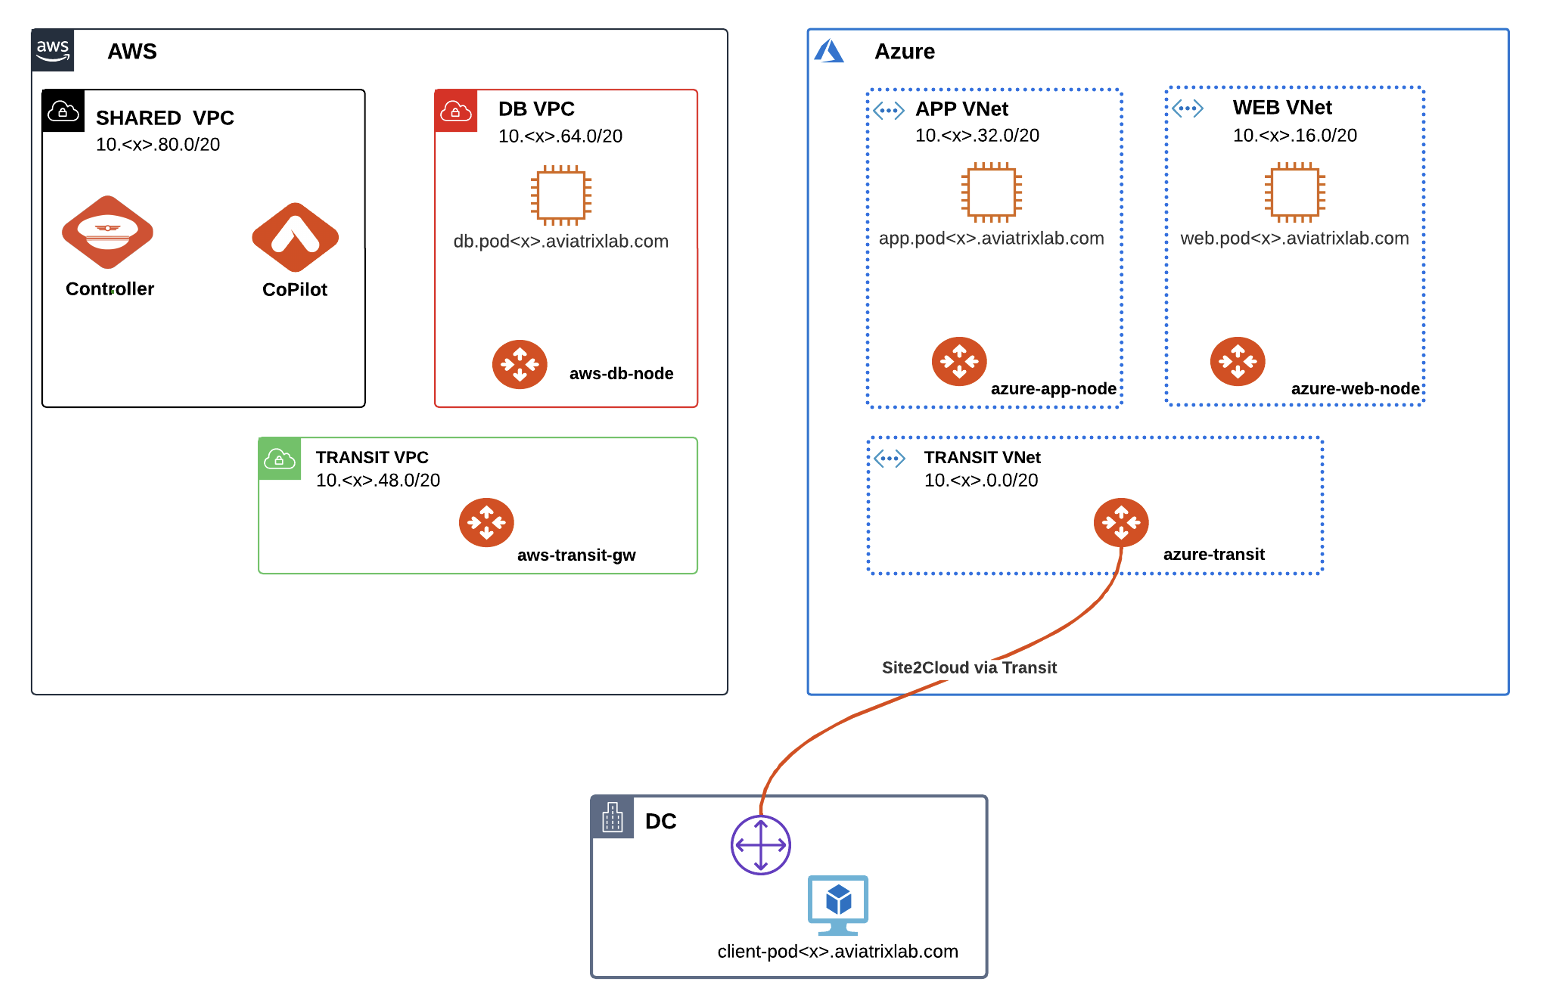 aws
AWS
SHARED VPC
10.<x>.80.0/20
Controller
CoPilot
DB VPC
10.<x>.64.0/20
db.pod<x>.aviatrixlab.com
aws-db-node
TRANSIT VPC
10.<x>.48.0/20
aws-transit-gw
Azure
APP VNet
10.<x>.32.0/20
app.pod<x>.aviatrixlab.com
azure-app-node
WEB VNet
10.<x>.16.0/20
web.pod<x>.aviatrixlab.com
azure-web-node
TRANSIT VNet
10.<x>.0.0/20
azure-transit
Site2Cloud via Transit
DC
client-pod<x>.aviatrixlab.com